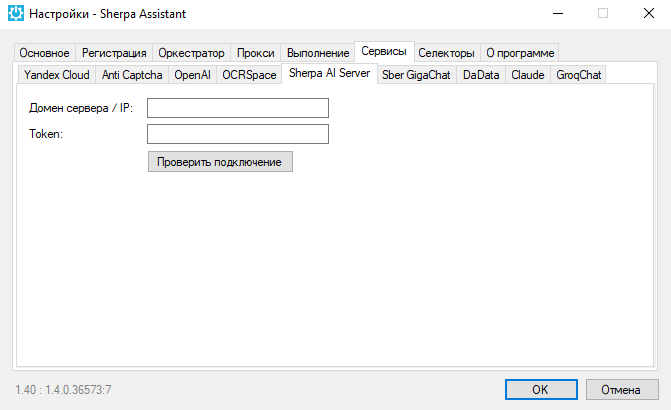 Настройки - Sherpa Assistant
Основное Регистрация Оркестратор Прокси Выполнение Сервисы Селекторы О программе
Yandex Cloud Anti Captcha OpenAI OCRSpace Sherpa AI Server Sber GigaChat DaData Claude GroqChat
Домен сервера / IP:
Token:
Проверить подключение
1.40 : 1.4.0.36573:7 OK Отмена